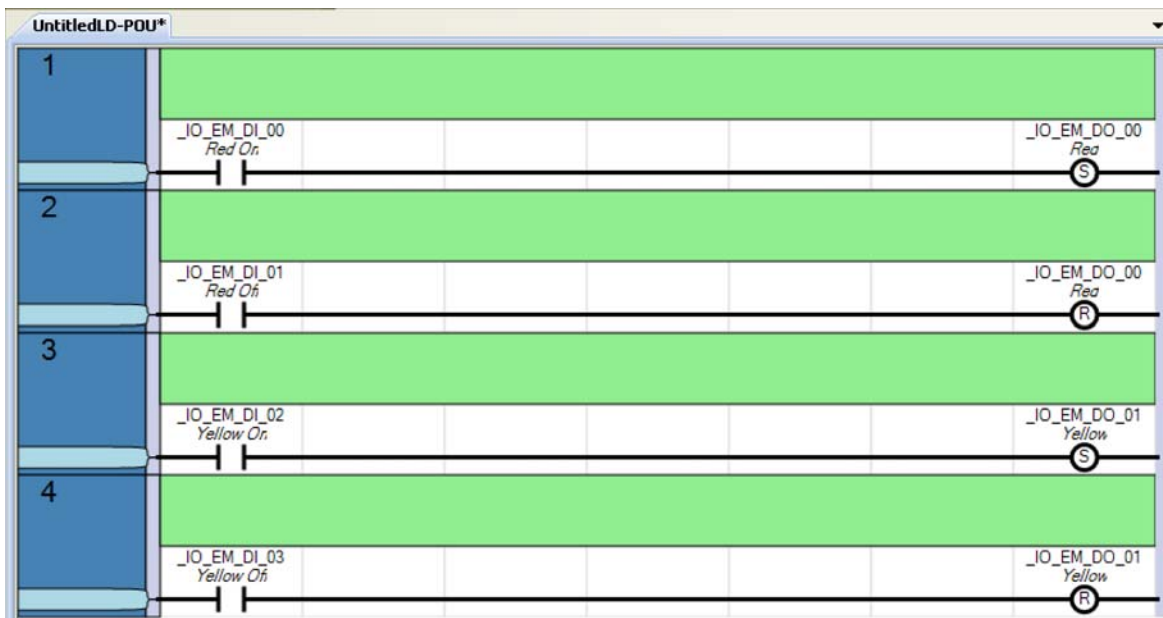 UntitledLD-POU*
1
_IO_EM_DI_00
Red On
_IO_EM_DO_00
Red
S
2
_IO_EM_DI_01
Red Off
_IO_EM_DO_00
Red
R
3
_IO_EM_DI_02
Yellow On
_IO_EM_DO_01
Yellow
S
4
_IO_EM_DI_03
Yellow Off
_IO_EM_DO_01
Yellow
R